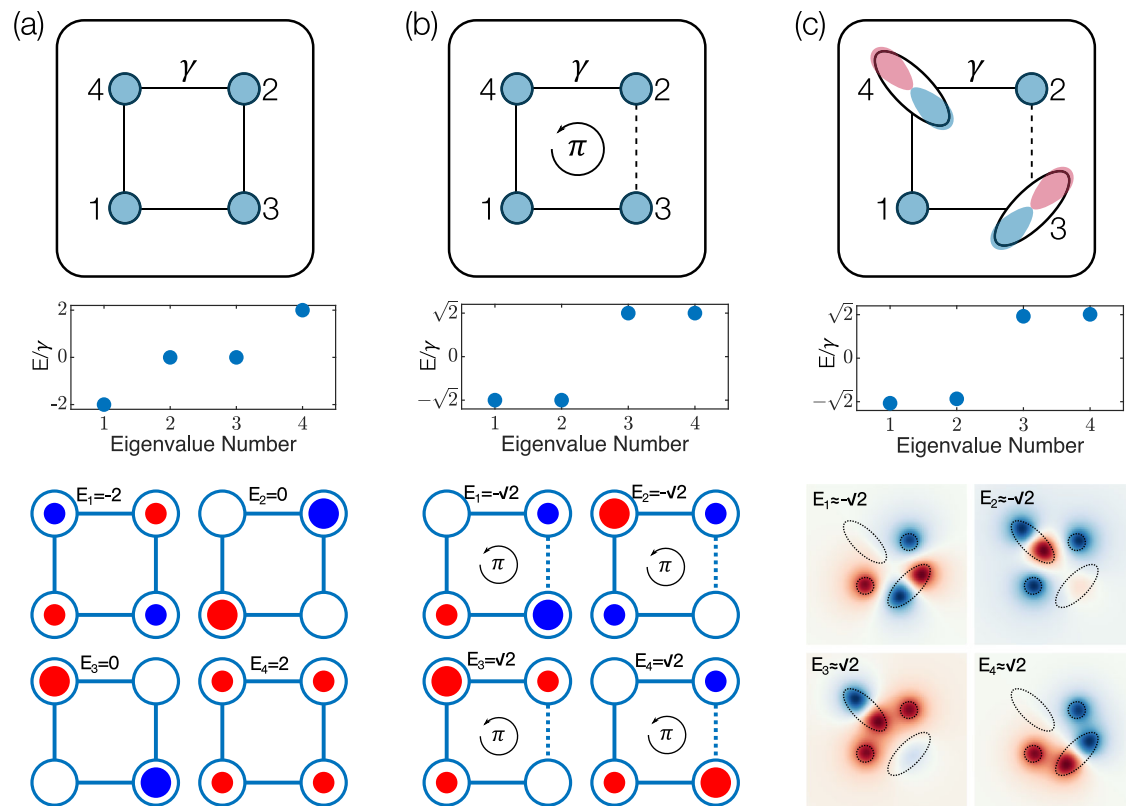 (a)
γ
4
2
1
3
2
0
-2
E/γ
1
2
3
4
Eigenvalue Number
E₁=-2
E₂=0
E₃=0
E₄=2
(b)
γ
4
2
π
1
3
√2
0
−√2
E/γ
1
2
3
4
Eigenvalue Number
E₁=-√2
E₂=-√2
π
π
E₃=√2
E₄=√2
π
π
(c)
γ
4
2
1
3
√2
0
−√2
E/γ
1
2
3
4
Eigenvalue Number
E₁≈-√2
E₂≈-√2
E₃≈√2
E₄≈√2